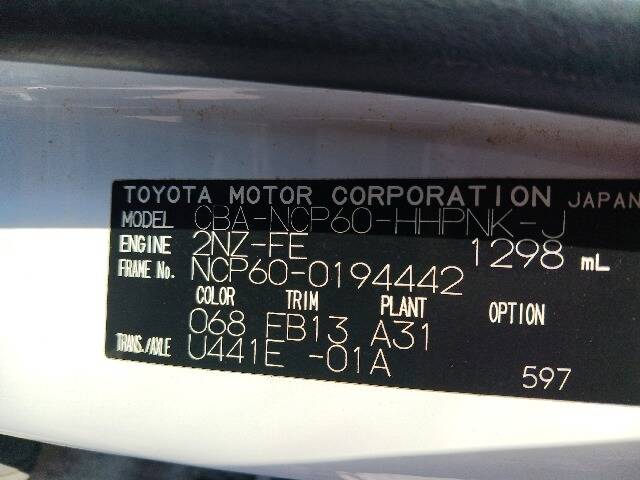 TOYOTA MOTOR CORPORATION JAPAN
MODEL CBA-NCP60-HHPNK-J
ENGINE 2NZ-FE 1298 mL
FRAME No. NCP60-0194442
COLOR TRIM PLANT OPTION
068 FB13 A31
TRANS./AXLE U441E -01A
597